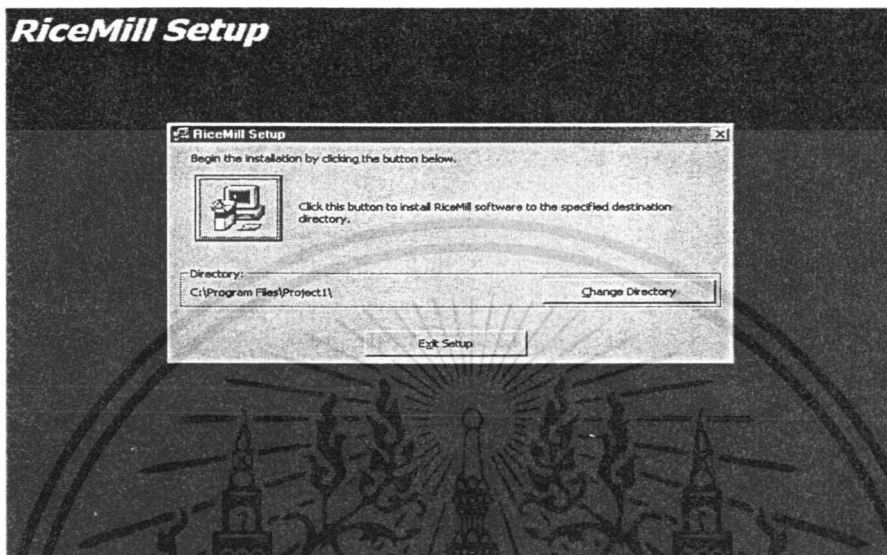 RiceMill Setup
RiceMill Setup
Begin the installation by clicking the button below.
Click this button to install RiceMill software to the specified destination
directory.
Directory:
C:\Program Files\Project1\
Change Directory
Exit Setup